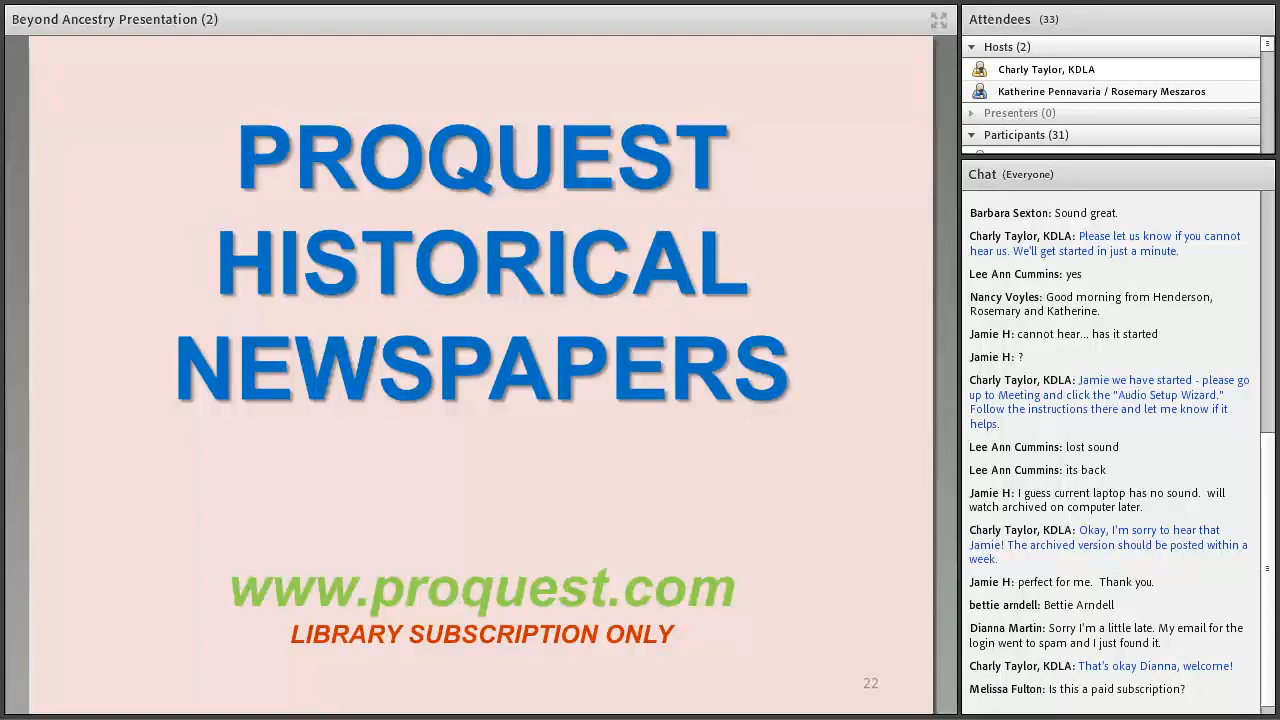 Beyond Ancestry Presentation (2)
PROQUEST
HISTORICAL
NEWSPAPERS
www.proquest.com
LIBRARY SUBSCRIPTION ONLY
22
Attendees (33)
Hosts (2)
Charly Taylor, KDLA
Katherine Pennavaria / Rosemary Meszaros
Presenters (0)
Participants (31)
Chat (Everyone)
Barbara Sexton: Sound great.
Charly Taylor, KDLA: Please let us know if you cannot
hear us. We'll get started in just a minute.
Lee Ann Cummins: yes
Nancy Voyles: Good morning from Henderson,
Rosemary and Katherine.
Jamie H: cannot hear... has it started
Jamie H: ?
Charly Taylor, KDLA: Jamie we have started - please go
up to Meeting and click the "Audio Setup Wizard."
Follow the instructions there and let me know if it
helps.
Lee Ann Cummins: lost sound
Lee Ann Cummins: its back
Jamie H: I guess current laptop has no sound. will
watch archived on computer later.
Charly Taylor, KDLA: Okay, I'm sorry to hear that
Jamie! The archived version should be posted within a
week.
Jamie H: perfect for me. Thank you.
bettie arndell: Bettie Arndell
Dianna Martin: Sorry I'm a little late. My email for the
login went to spam and I just found it.
Charly Taylor, KDLA: That's okay Dianna, welcome!
Melissa Fulton: Is this a paid subscription?